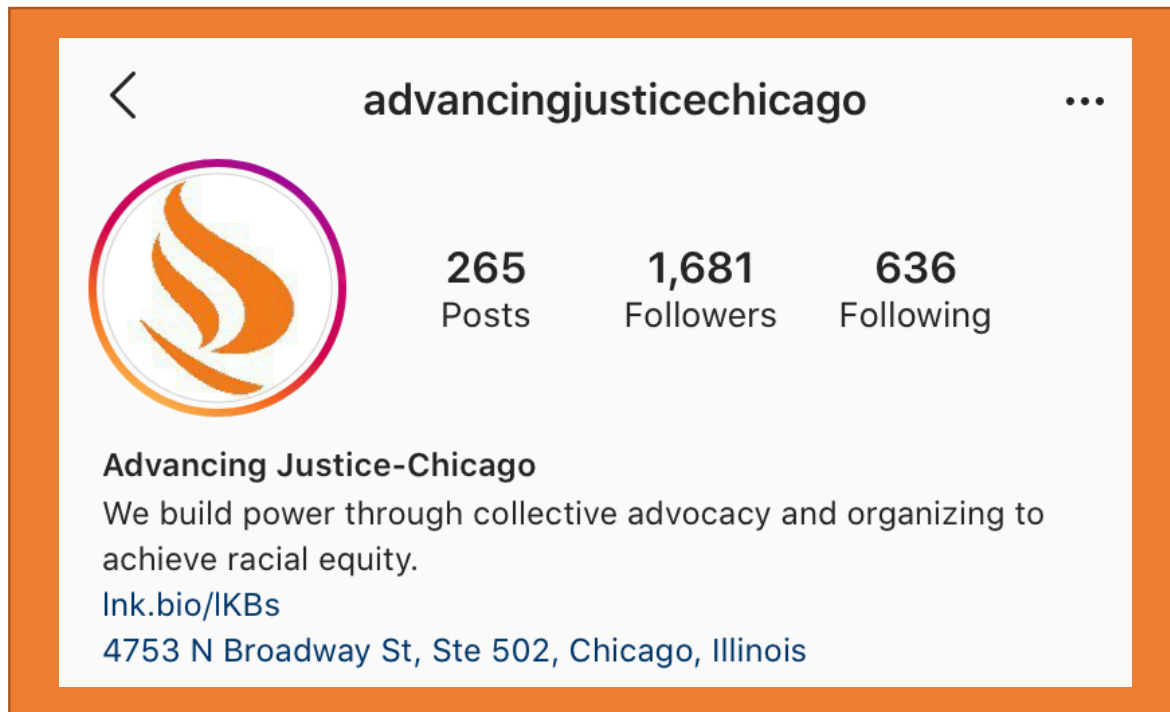 advancingjusticechicago
265 1,681 636
Posts Followers Following
Advancing Justice-Chicago
We build power through collective advocacy and organizing to
achieve racial equity.
lnk.bio/lKBs
4753 N Broadway St, Ste 502, Chicago, Illinois